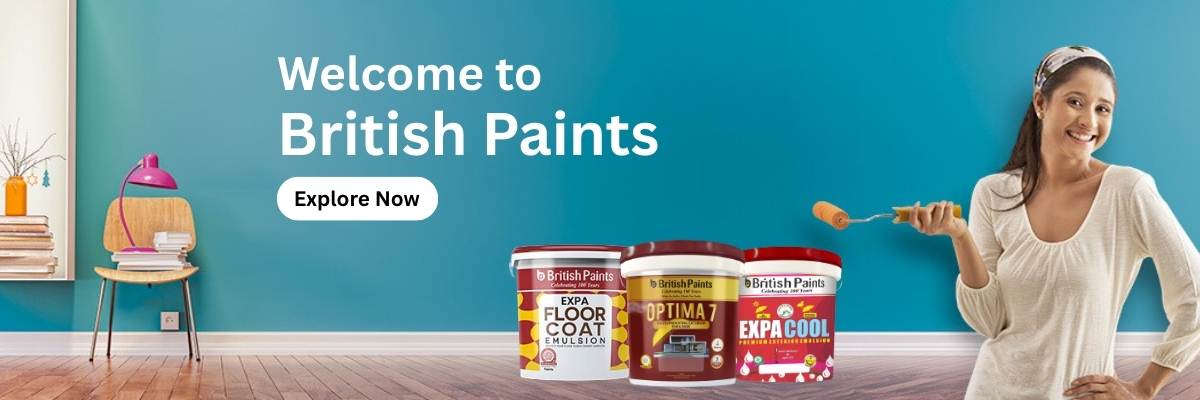 Welcome to
British Paints
Explore Now
British Paints
Celebrating 100 Years
EXPA
FLOOR
COAT
EMULSION
British Paints
Celebrating 100 Years
OPTIMA 7
British Paints
Celebrating 100 Years
EXPA COOL
PREMIUM EXTERIOR EMULSION